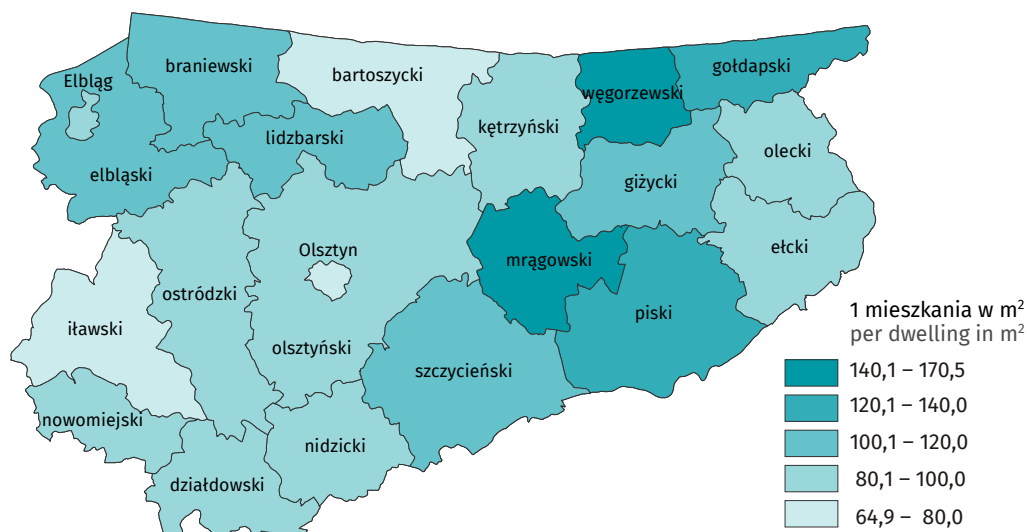 braniewski
bartoszycki
gołdapski
Elbląg
węgorzewski
kętrzyński
lidzbarski
olecki
elbląski
giżycki
ełcki
Olsztyn
mrągowski
ostródzki
piski
iławski
olsztyński
szczycieński
nowomiejski
nidzicki
działdowski
1 mieszkania w m²
per dwelling in m²
140,1 – 170,5
120,1 – 140,0
100,1 – 120,0
80,1 – 100,0
64,9 – 80,0